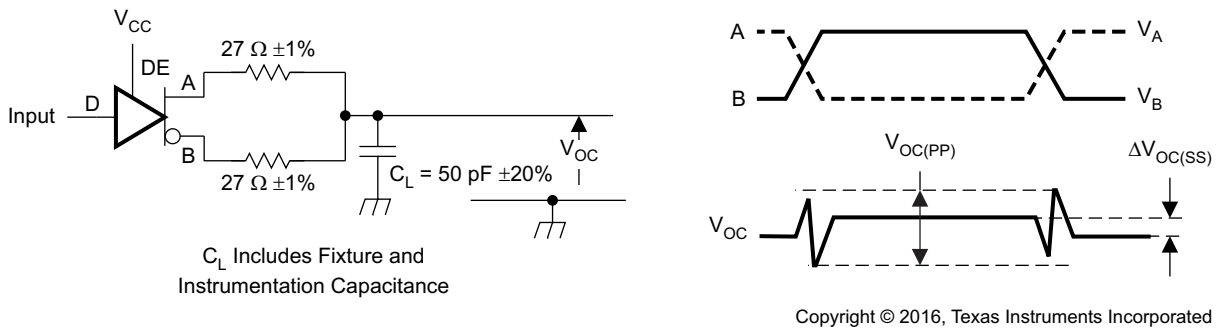 V_CC
27 Ω ±1%
DE
A
Input
D
B
27 Ω ±1%
C_L = 50 pF ±20%
V_OC
C_L Includes Fixture and
Instrumentation Capacitance
A
V_A
B
V_B
V_OC(PP)
ΔV_OC(SS)
V_OC
Copyright © 2016, Texas Instruments Incorporated